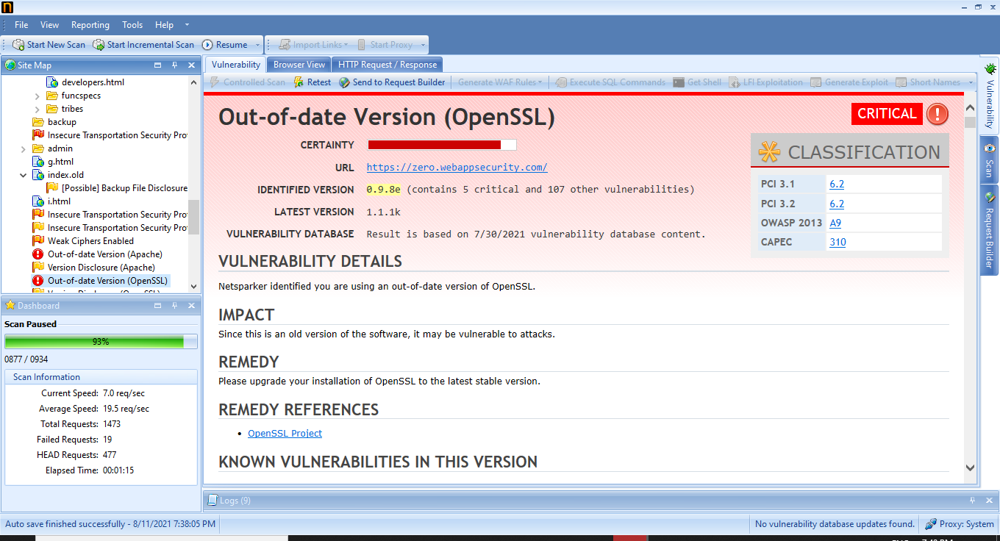 n
File View Reporting Tools Help
Start New Scan Start Incremental Scan Resume Import Links Start Proxy
Site Map
developers.html
funcspecs
tribes
backup
Insecure Transportation Security Pro
admin
g.html
index.old
[Possible] Backup File Disclosure
i.html
Insecure Transportation Security Pro
Insecure Transportation Security Pro
Weak Ciphers Enabled
Out-of-date Version (Apache)
Version Disclosure (Apache)
Out-of-date Version (OpenSSL)
Dashboard
Scan Paused
93%
0877 / 0934
Scan Information
Current Speed: 7.0 req/sec
Average Speed: 19.5 req/sec
Total Requests: 1473
Failed Requests: 19
HEAD Requests: 477
Elapsed Time: 00:01:15
Vulnerability Browser View HTTP Request / Response
Controlled Scan Retest Send to Request Builder Generate WAF Rules Execute SQL Commands Get Shell LFI Exploitation Generate Exploit Short Names
Out-of-date Version (OpenSSL)
CRITICAL
CERTAINTY
URL https://zero.webappsecurity.com/
IDENTIFIED VERSION 0.9.8e (contains 5 critical and 107 other vulnerabilities)
LATEST VERSION 1.1.1k
VULNERABILITY DATABASE Result is based on 7/30/2021 vulnerability database content.
CLASSIFICATION
PCI 3.1 6.2
PCI 3.2 6.2
OWASP 2013 A9
CAPEC 310
VULNERABILITY DETAILS
Netsparker identified you are using an out-of-date version of OpenSSL.
IMPACT
Since this is an old version of the software, it may be vulnerable to attacks.
REMEDY
Please upgrade your installation of OpenSSL to the latest stable version.
REMEDY REFERENCES
• OpenSSL Project
KNOWN VULNERABILITIES IN THIS VERSION
Vulnerability
Scan
Request Builder
Logs (9)
Auto save finished successfully - 8/11/2021 7:38:05 PM
No vulnerability database updates found. Proxy: System